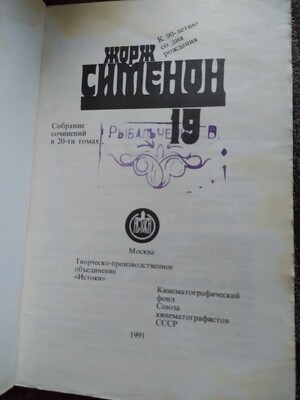 К 90-летию
со дня
рождения
ЖОРЖ
СИМЕНОН
19
Собрание
сочинений
в 20-ти томах
Москва
Творческо-производственное
объединение
«Истоки»
Кинематографический
фонд
Союза
кинематографистов
СССР
1991